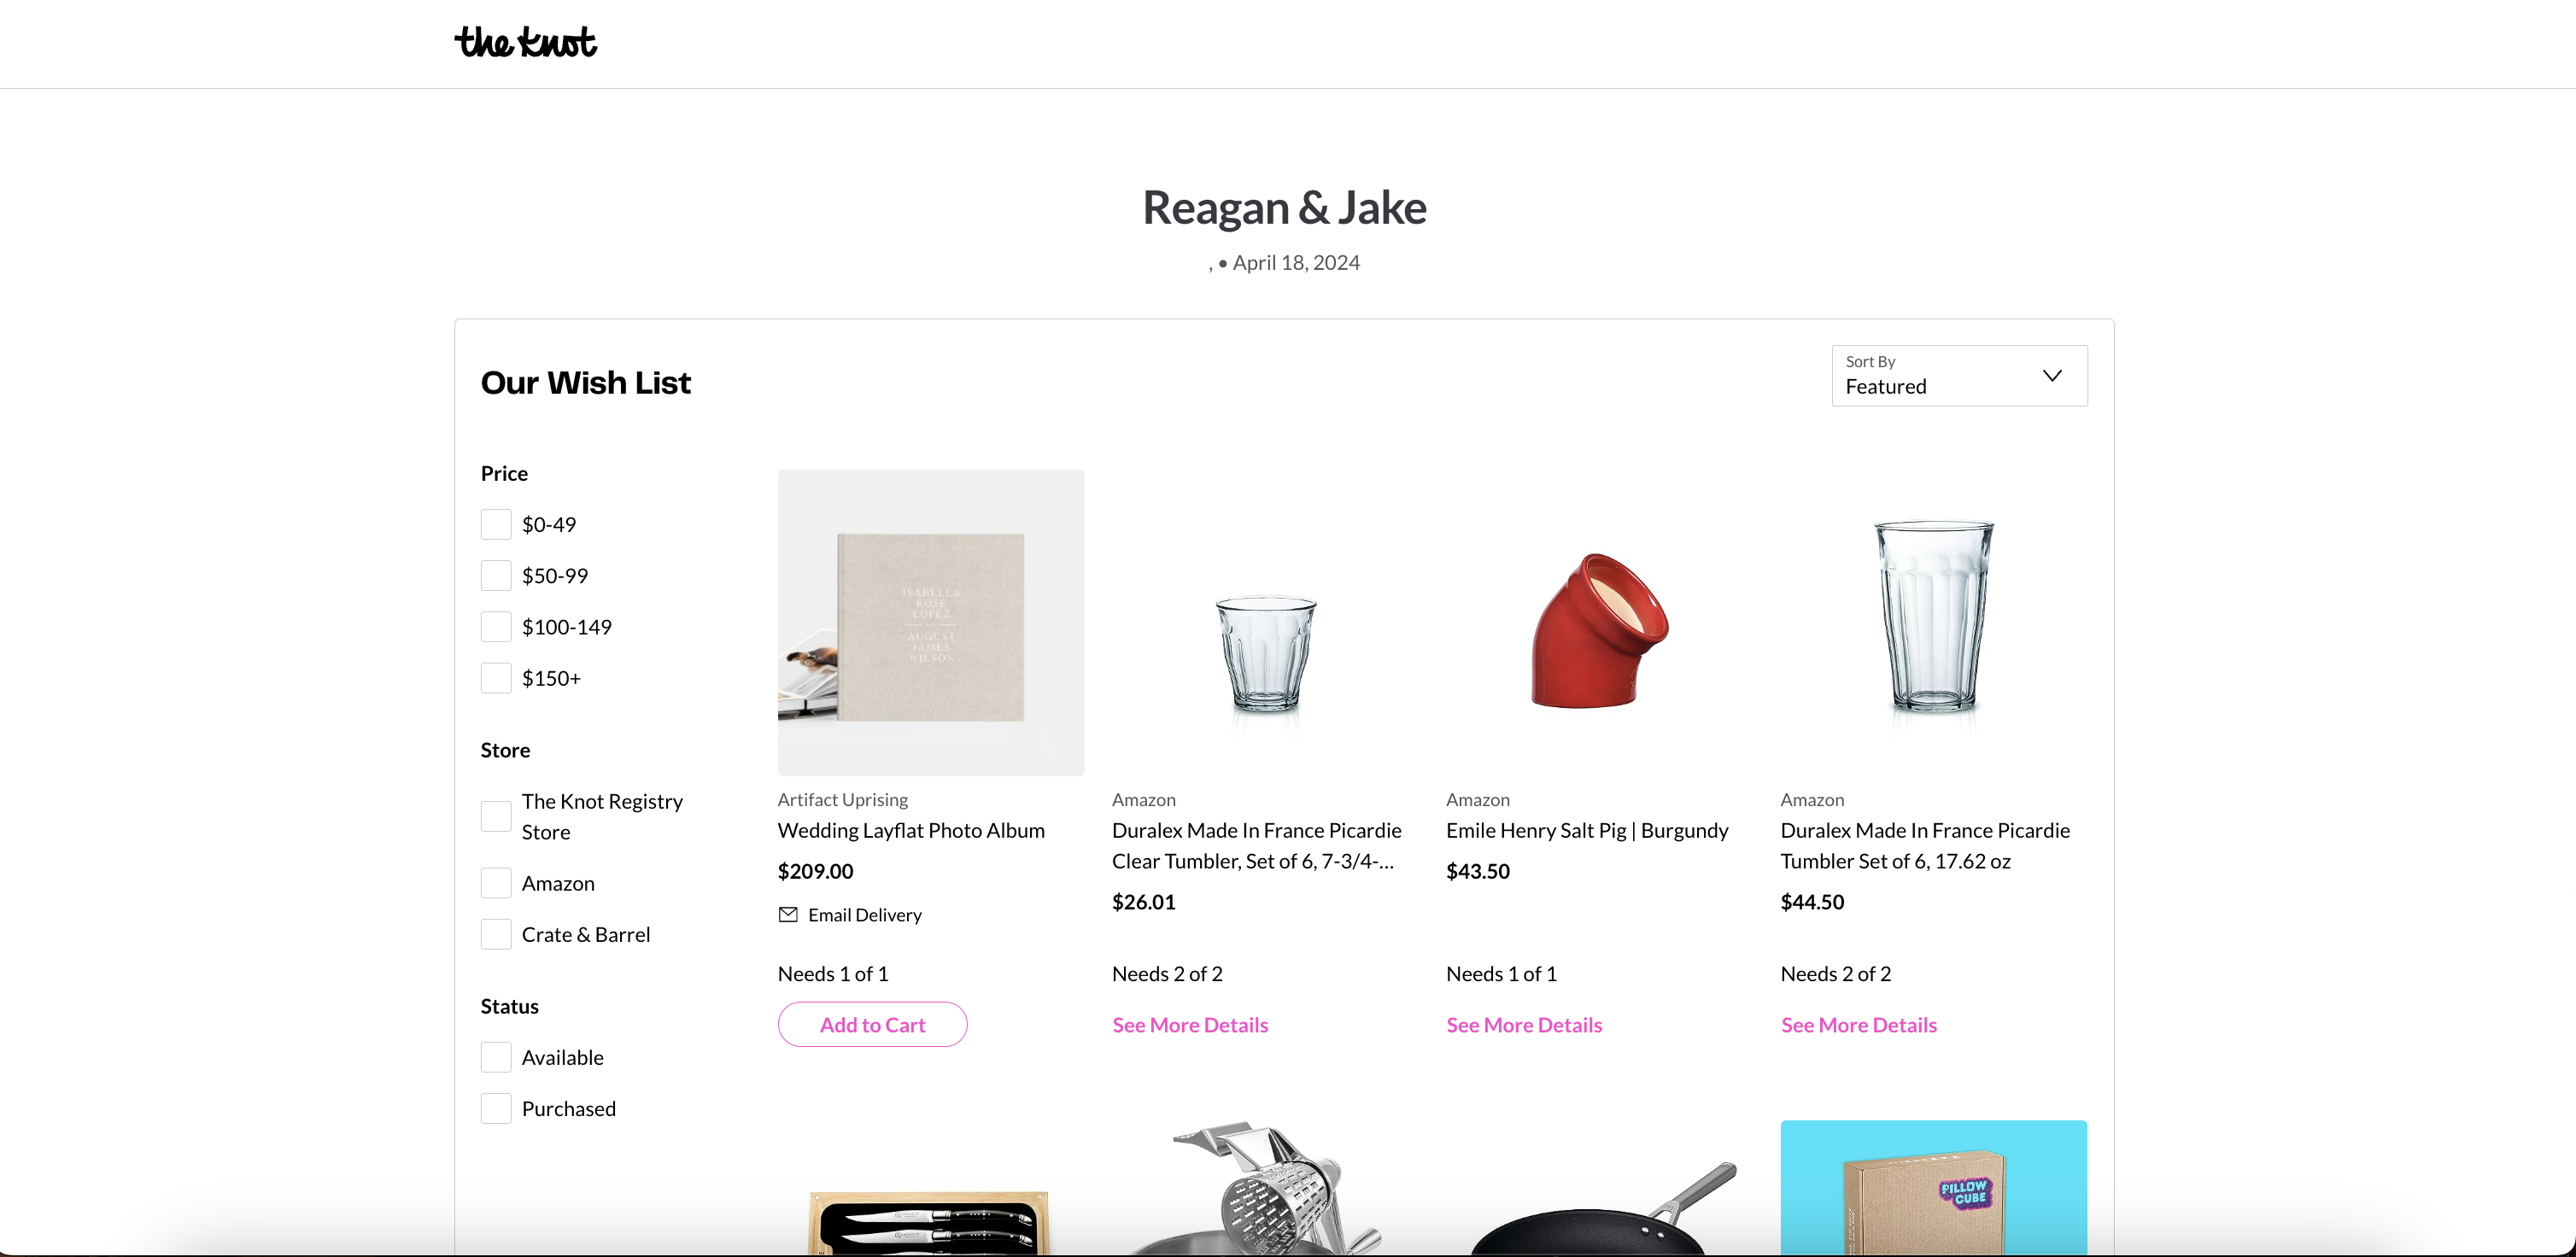 the knot
Reagan & Jake
, • April 18, 2024
Our Wish List
Sort By
Featured
Price
$0-49
$50-99
$100-149
$150+
Store
The Knot Registry
Store
Amazon
Crate & Barrel
Status
Available
Purchased
ISABELLA
ROSE
LOPEZ
AUGUST
JAMES
WILSON
Artifact Uprising
Wedding Layflat Photo Album
$209.00
Email Delivery
Needs 1 of 1
Add to Cart
Amazon
Duralex Made In France Picardie
Clear Tumbler, Set of 6, 7-3/4-...
$26.01
Needs 2 of 2
See More Details
Amazon
Emile Henry Salt Pig | Burgundy
$43.50
Needs 1 of 1
See More Details
Amazon
Duralex Made In France Picardie
Tumbler Set of 6, 17.62 oz
$44.50
Needs 2 of 2
See More Details
PILLOW
CUBE